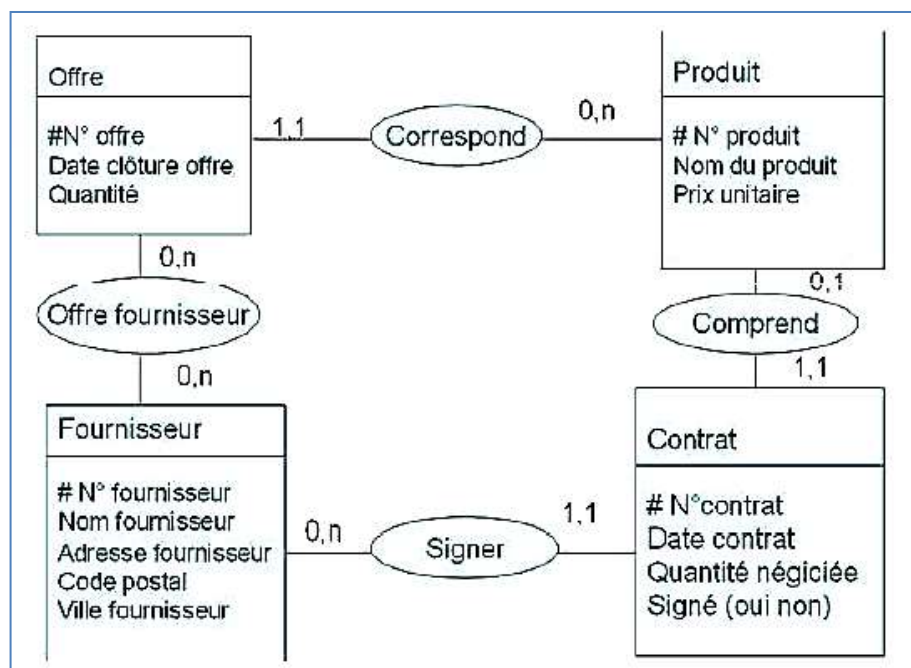 Offre
#N° offre
Date clôture offre
Quantité
1,1
Correspond
0,n
Produit
# N° produit
Nom du produit
Prix unitaire
0,n
Offre fournisseur
0,n
0,1
Comprend
1,1
Fournisseur
# N° fournisseur
Nom fournisseur
Adresse fournisseur
Code postal
Ville fournisseur
0,n
Signer
1,1
Contrat
# N°contrat
Date contrat
Quantité négiciée
Signé (oui non)